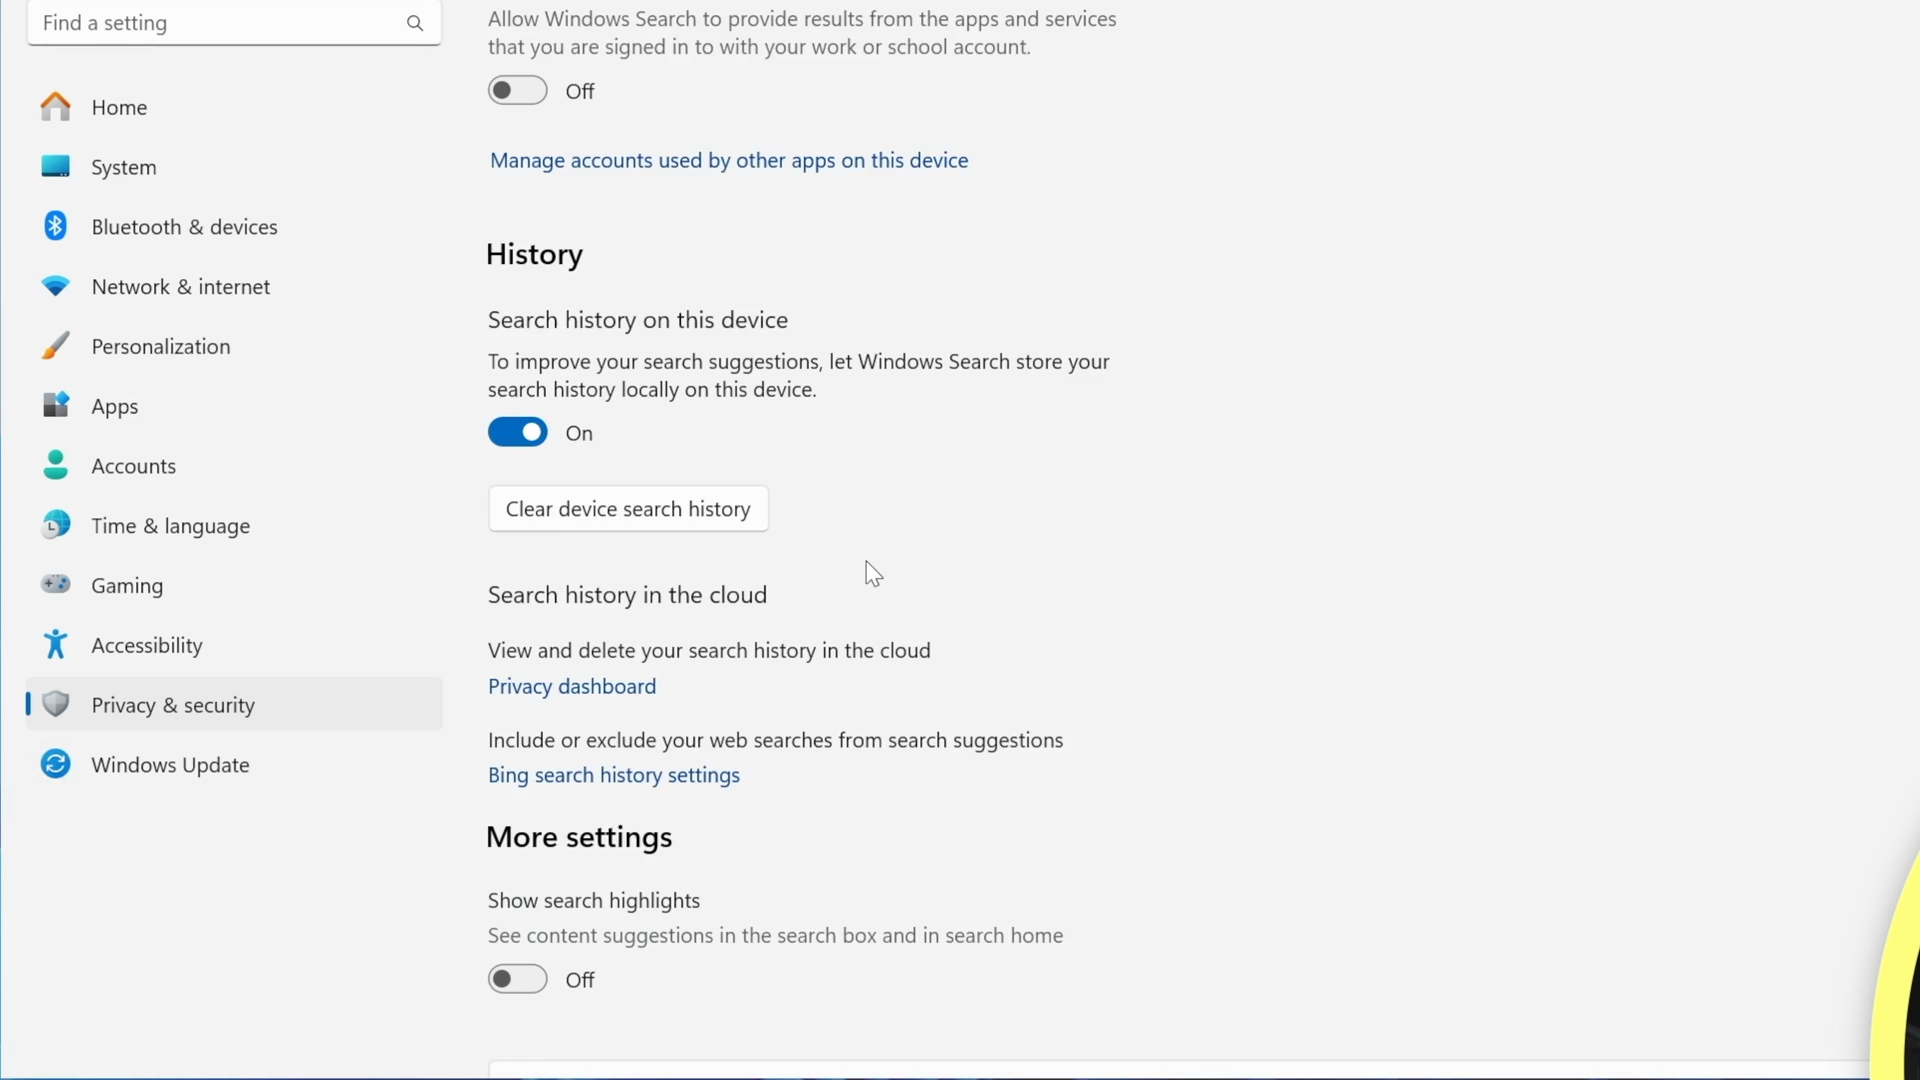 Find a setting
Home
System
Bluetooth & devices
Network & internet
Personalization
Apps
Accounts
Time & language
Gaming
Accessibility
Privacy & security
Windows Update
Allow Windows Search to provide results from the apps and services
that you are signed in to with your work or school account.
Off
Manage accounts used by other apps on this device
History
Search history on this device
To improve your search suggestions, let Windows Search store your
search history locally on this device.
On
Clear device search history
Search history in the cloud
View and delete your search history in the cloud
Privacy dashboard
Include or exclude your web searches from search suggestions
Bing search history settings
More settings
Show search highlights
See content suggestions in the search box and in search home
Off